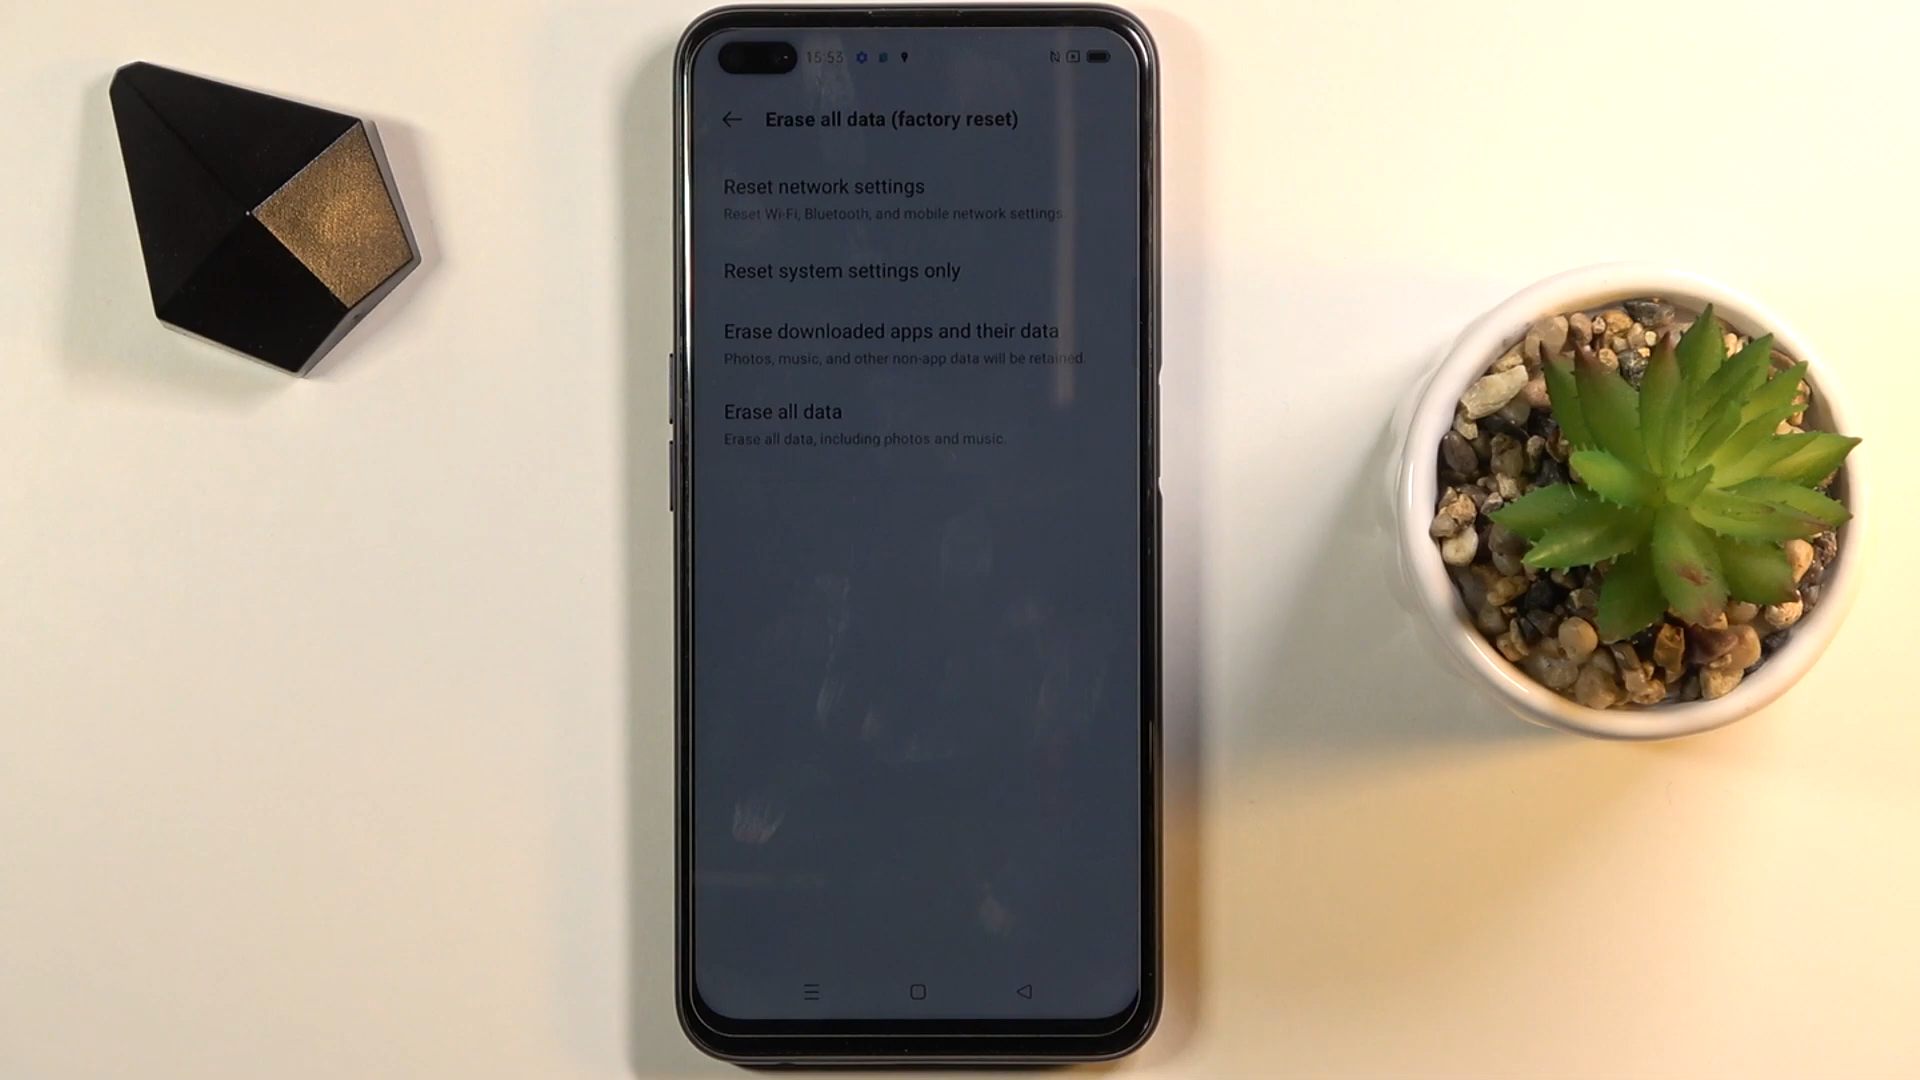 15:53
Erase all data (factory reset)
Reset network settings
Reset Wi-Fi, Bluetooth, and mobile network settings.
Reset system settings only
Erase downloaded apps and their data
Photos, music, and other non-app data will be retained.
Erase all data
Erase all data, including photos and music.